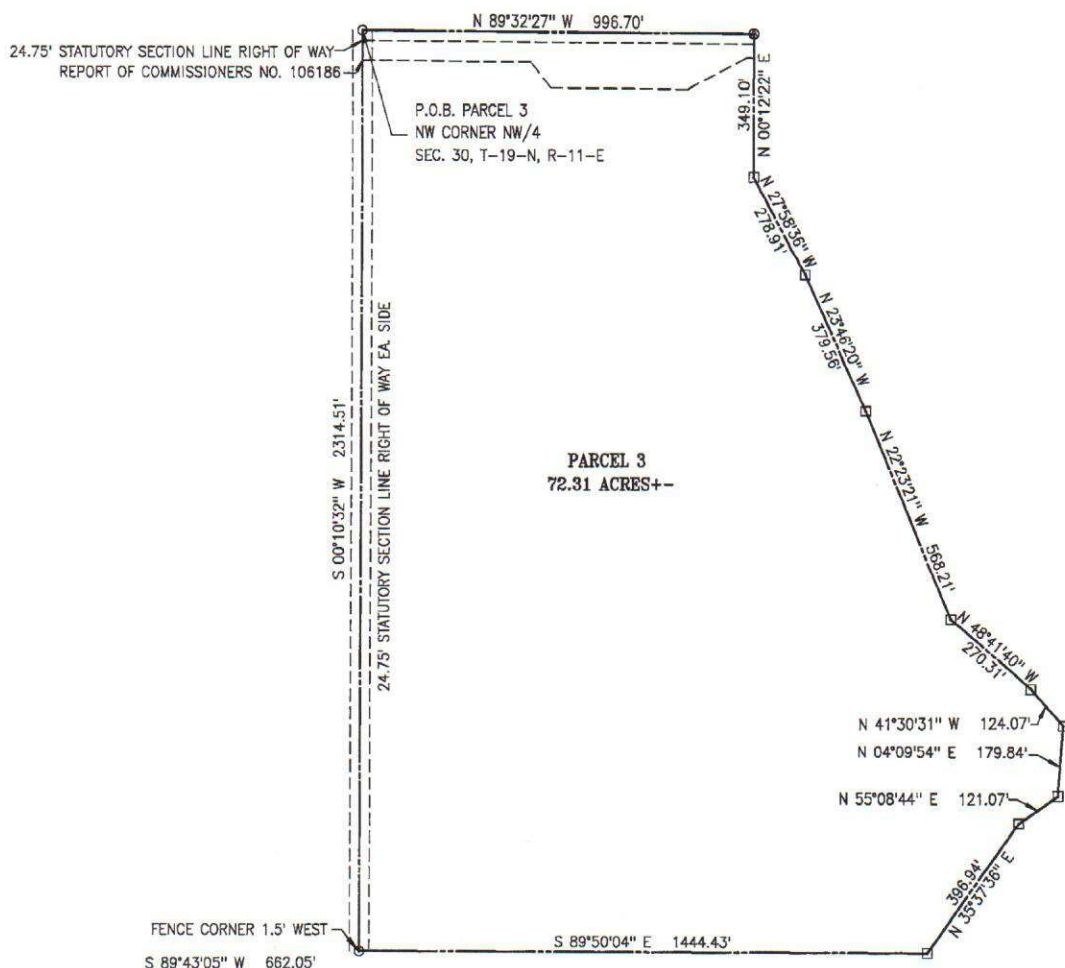 N 89°32'27" W 996.70'
24.75' STATUTORY SECTION LINE RIGHT OF WAY
REPORT OF COMMISSIONERS NO. 106186
P.O.B. PARCEL 3
NW CORNER NW/4
SEC. 30, T-19-N, R-11-E
349.10'
N 00°12'22" E
N 27°58'36" W
278.91'
N 23°46'20" W
379.56'
N 22°23'21" W 568.21'
S 00°10'32" W 2314.51'
24.75' STATUTORY SECTION LINE RIGHT OF WAY EA. SIDE
PARCEL 3
72.31 ACRES+-
N 48°41'40" W
270.31'
N 41°30'31" W 124.07'
N 04°09'54" E 179.84'
N 55°08'44" E 121.07'
396.94'
N 35°37'36" E
FENCE CORNER 1.5' WEST
S 89°50'04" E 1444.43'
S 89°43'05" W 662.05'